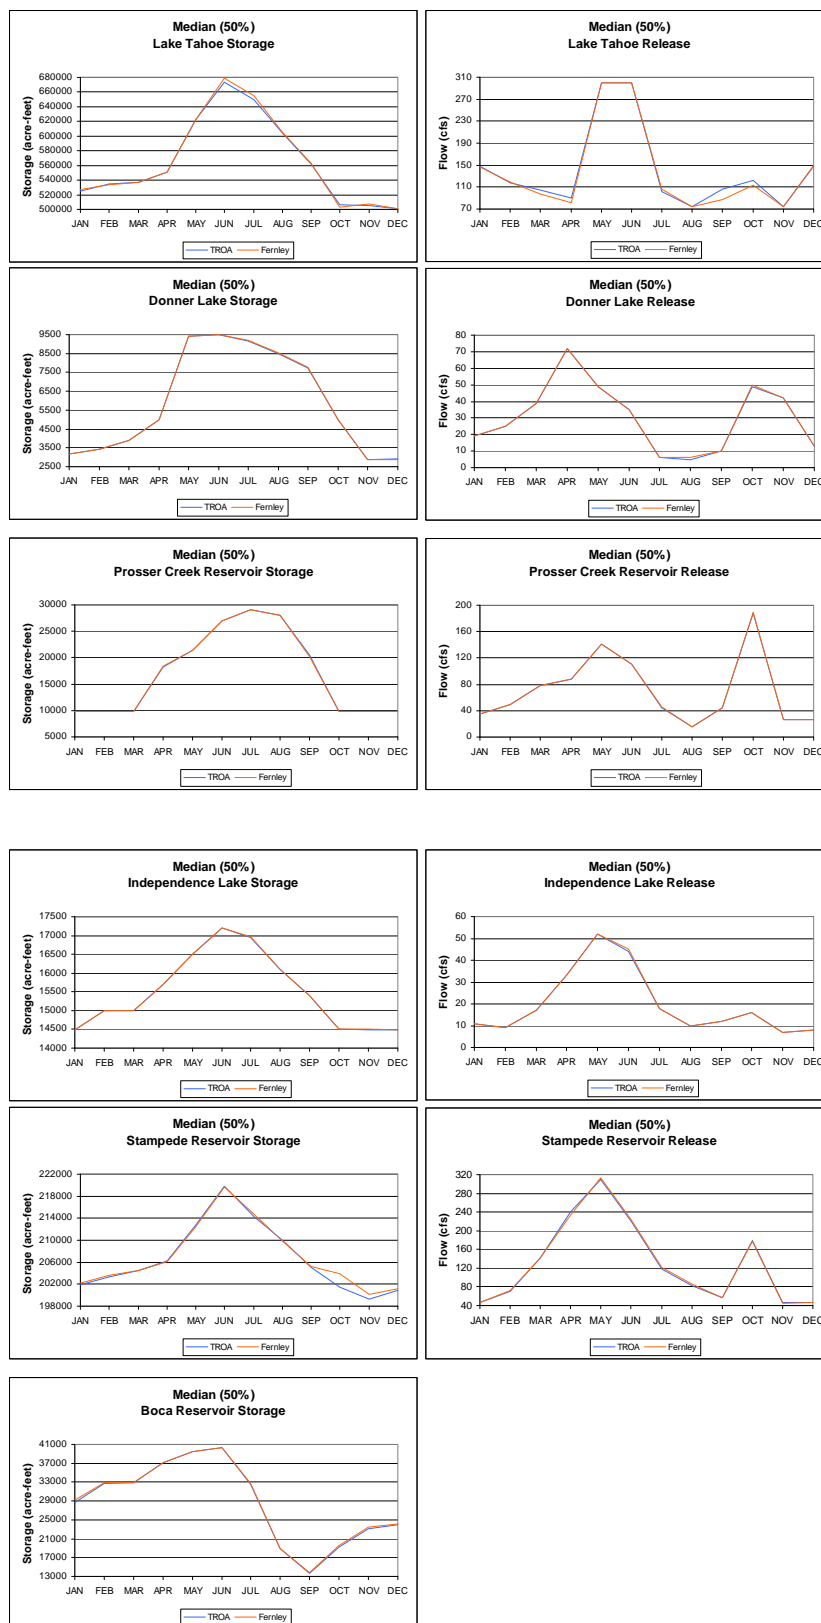 Median (50%)
Lake Tahoe Storage
Storage (acre-feet)
680000
660000
640000
620000
600000
580000
560000
540000
520000
500000
JAN FEB MAR APR MAY JUN JUL AUG SEP OCT NOV DEC
TROA Fernley
Median (50%)
Lake Tahoe Release
Flow (cfs)
310
270
230
190
150
110
70
JAN FEB MAR APR MAY JUN JUL AUG SEP OCT NOV DEC
TROA Fernley
Median (50%)
Donner Lake Storage
Storage (acre-feet)
9500
8500
7500
6500
5500
4500
3500
2500
JAN FEB MAR APR MAY JUN JUL AUG SEP OCT NOV DEC
TROA Fernley
Median (50%)
Donner Lake Release
Flow (cfs)
80
70
60
50
40
30
20
10
0
JAN FEB MAR APR MAY JUN JUL AUG SEP OCT NOV DEC
TROA Fernley
Median (50%)
Prosser Creek Reservoir Storage
Storage (acre-feet)
30000
25000
20000
15000
10000
5000
JAN FEB MAR APR MAY JUN JUL AUG SEP OCT NOV DEC
TROA Fernley
Median (50%)
Prosser Creek Reservoir Release
Flow (cfs)
200
160
120
80
40
0
JAN FEB MAR APR MAY JUN JUL AUG SEP OCT NOV DEC
TROA Fernley
Median (50%)
Independence Lake Storage
Storage (acre-feet)
17500
17000
16500
16000
15500
15000
14500
14000
JAN FEB MAR APR MAY JUN JUL AUG SEP OCT NOV DEC
TROA Fernley
Median (50%)
Independence Lake Release
Flow (cfs)
60
50
40
30
20
10
0
JAN FEB MAR APR MAY JUN JUL AUG SEP OCT NOV DEC
TROA Fernley
Median (50%)
Stampede Reservoir Storage
Storage (acre-feet)
222000
218000
214000
210000
206000
202000
198000
JAN FEB MAR APR MAY JUN JUL AUG SEP OCT NOV DEC
TROA Fernley
Median (50%)
Stampede Reservoir Release
Flow (cfs)
320
280
240
200
160
120
80
40
JAN FEB MAR APR MAY JUN JUL AUG SEP OCT NOV DEC
TROA Fernley
Median (50%)
Boca Reservoir Storage
Storage (acre-feet)
41000
37000
33000
29000
25000
21000
17000
13000
JAN FEB MAR APR MAY JUN JUL AUG SEP OCT NOV DEC
TROA Fernley